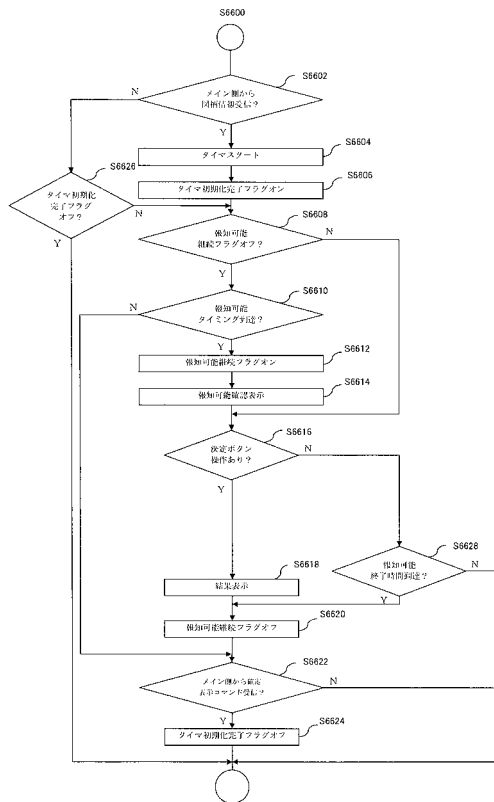 S6600
S6602
メイン側から
図柄情報受信？
N
Y
S6604
タイマスタート
S6626
タイマ初期化
完了フラグ
オフ？
N
Y
S6606
タイマ初期化完了フラグオン
S6608
報知可能
継続フラグオフ？
N
Y
S6610
報知可能
タイミング到達？
N
Y
S6612
報知可能継続フラグオン
S6614
報知可能確認表示
S6616
決定ボタン
操作あり？
N
Y
S6628
報知可能
終了時間到達？
N
Y
S6618
結果表示
S6620
報知可能継続フラグオフ
S6622
メイン側から確定
表示コマンド受信？
N
Y
S6624
タイマ初期化完了フラグオフ